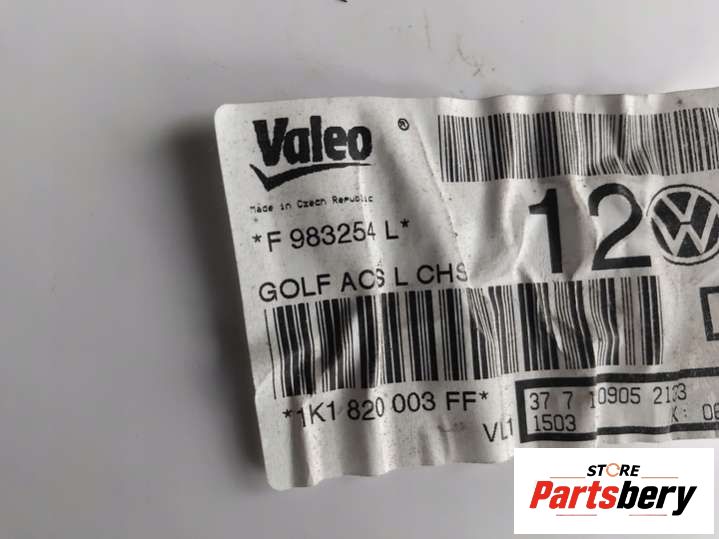 Valeo ®
Made in Czech Republic
*F 983254 L*
12
GOLF ACS L CHS
*1K1 820 003 FF*
VL1
37 7 10905
1503
K: 06
STORE
Partsbery